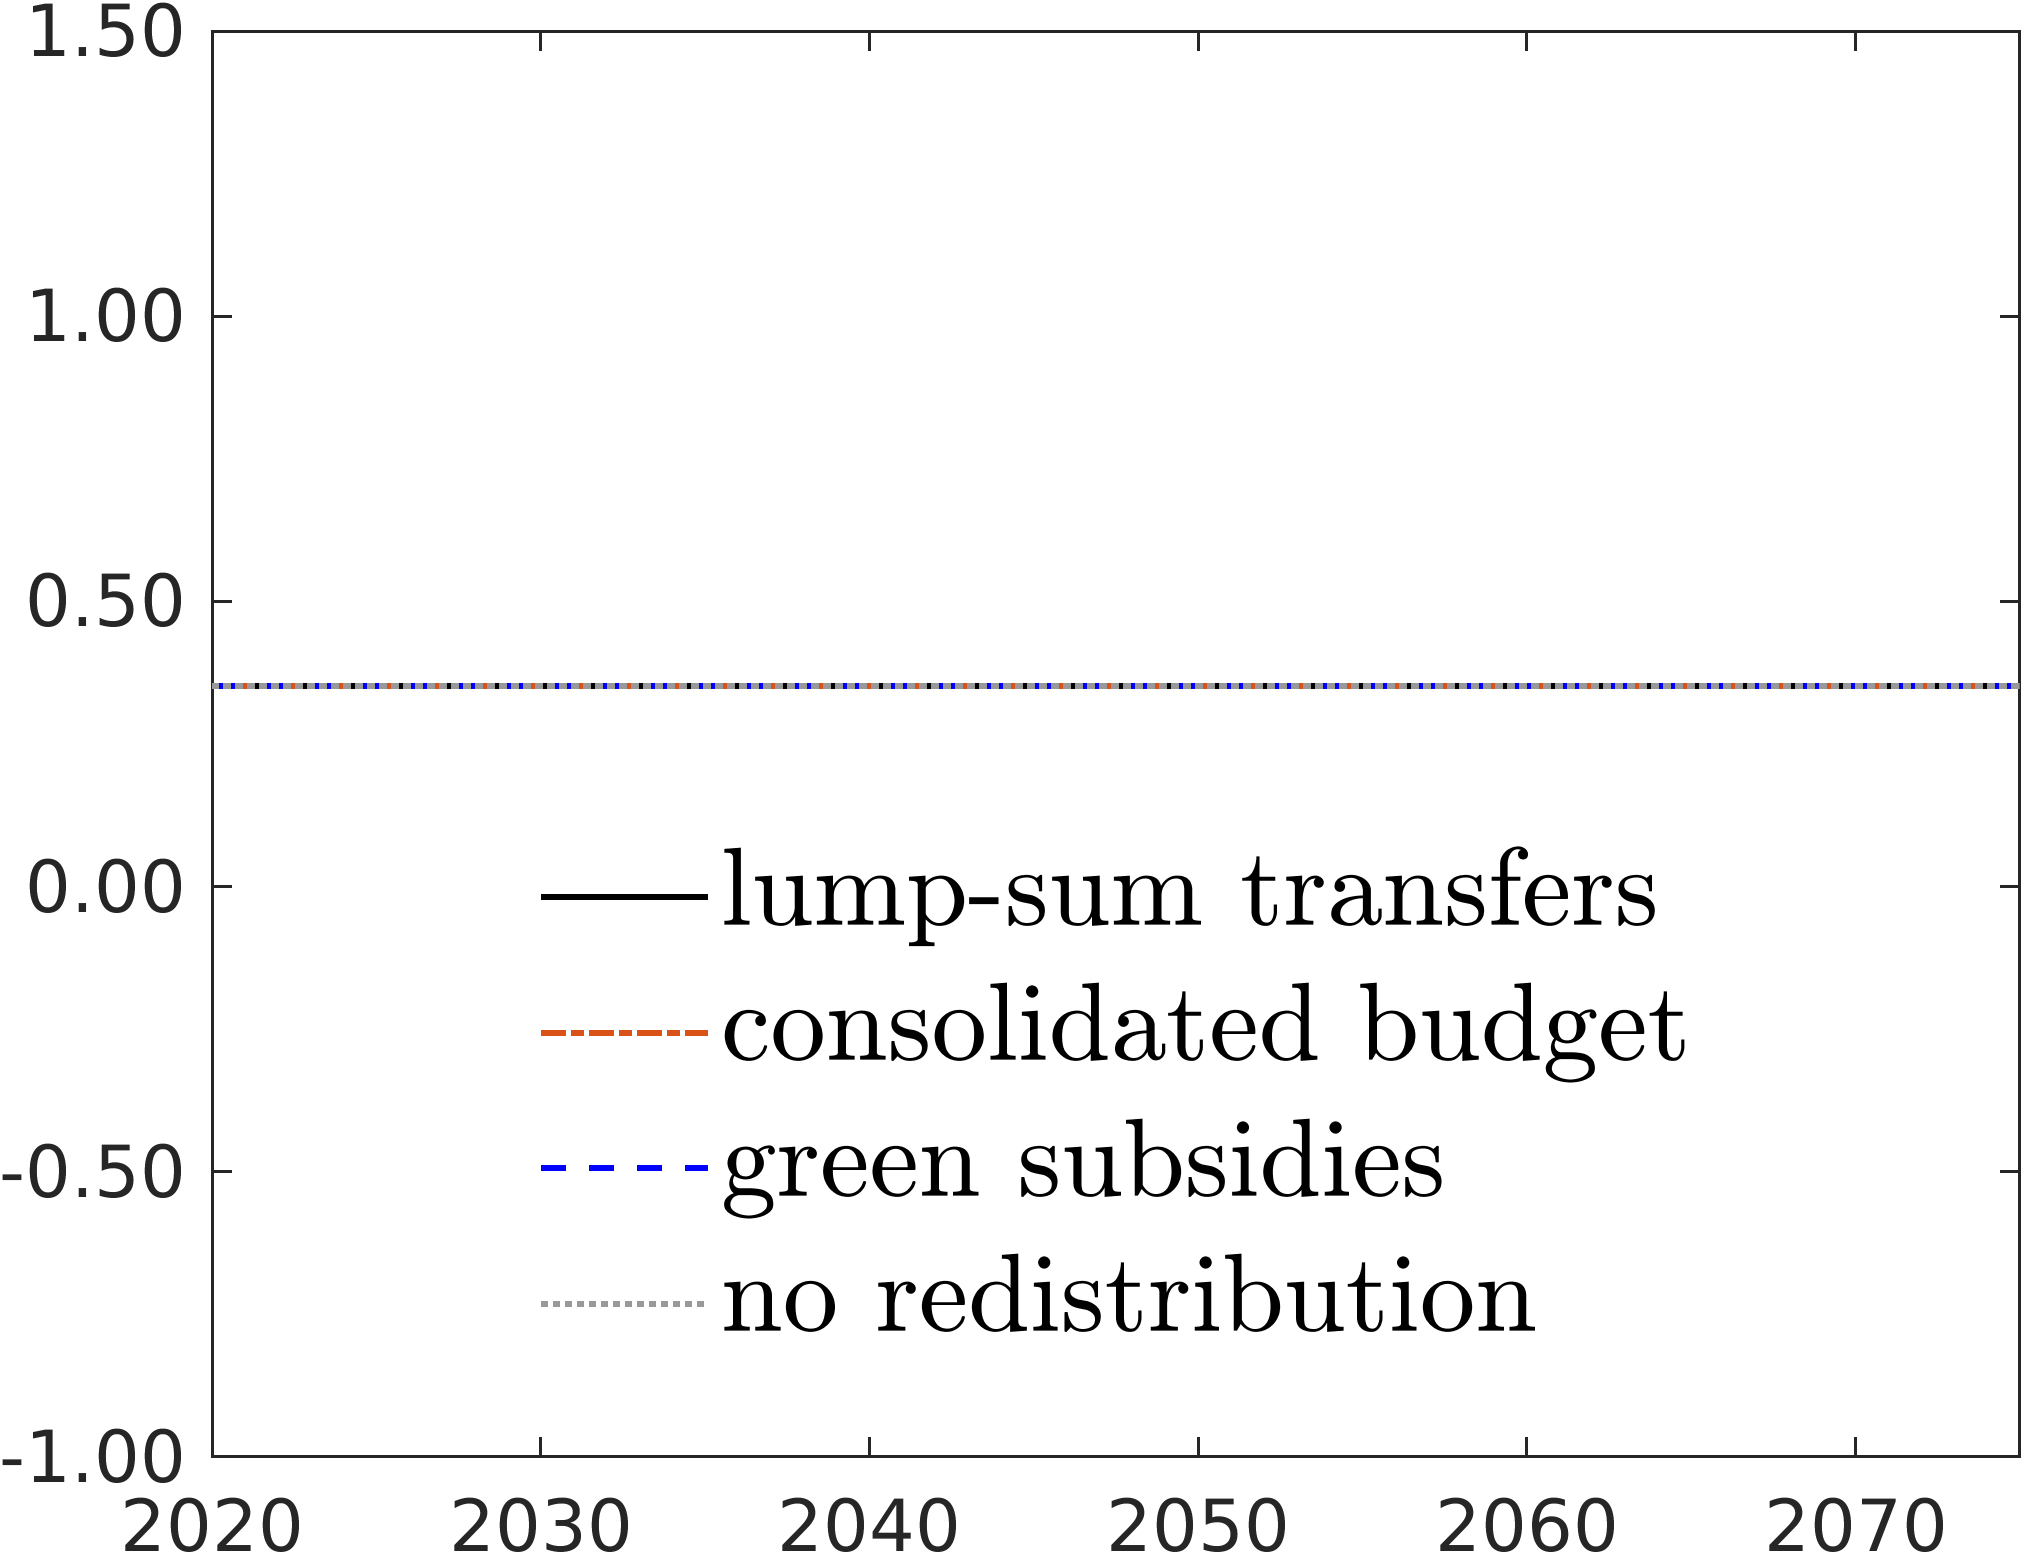 1.50
1.00
0.50
0.00
-0.50
-1.00
lump-sum transfers
consolidated budget
green subsidies
no redistribution
2020 2030 2040 2050 2060 2070